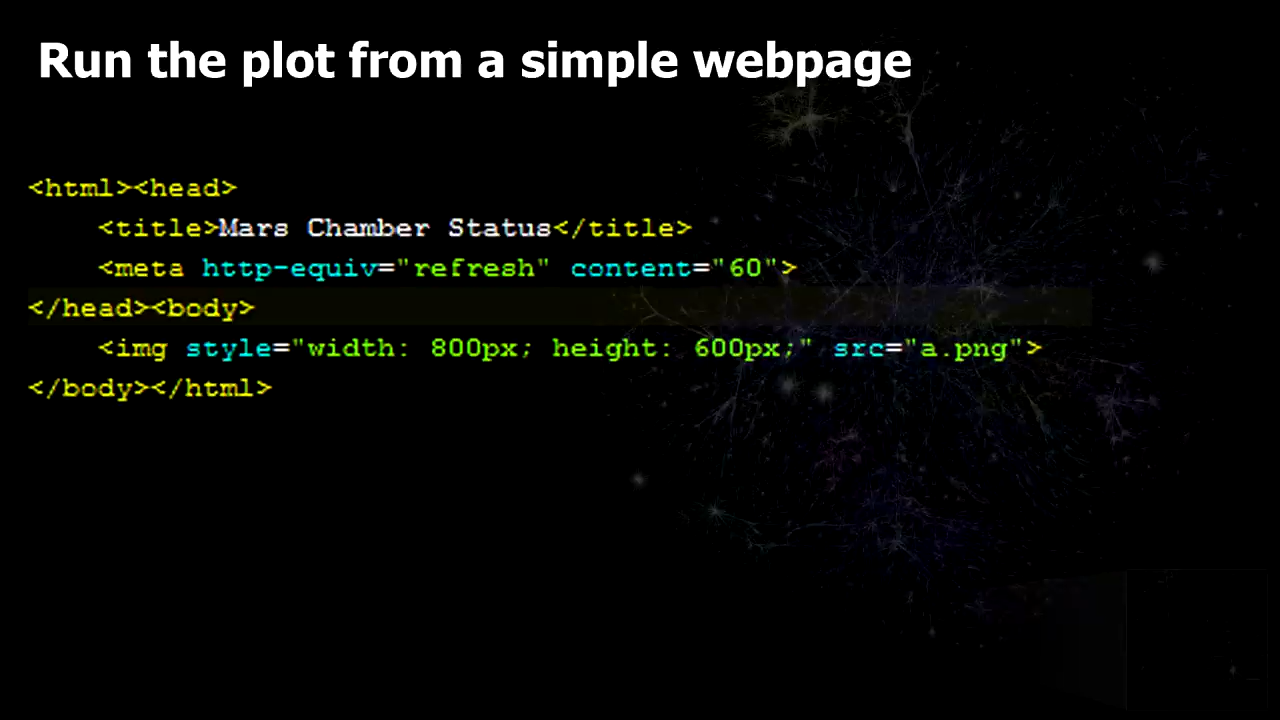 Run the plot from a simple webpage
<html><head>
<title>Mars Chamber Status</title>
<meta http-equiv="refresh" content="60">
</head><body>
<img style="width: 800px; height: 600px;" src="a.png">
</body></html>